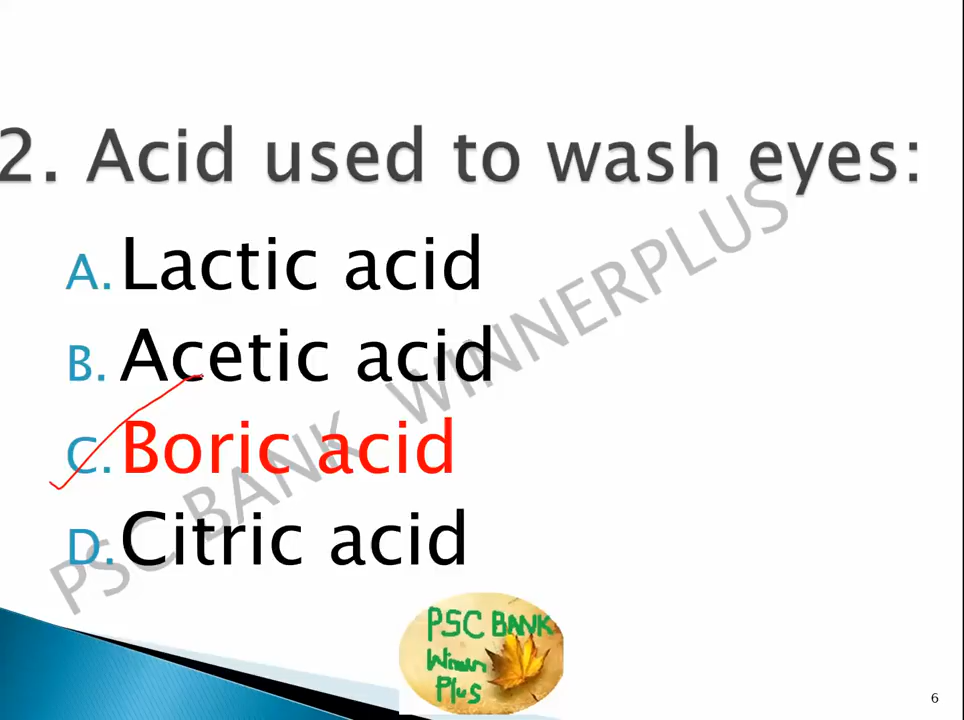 2. Acid used to wash eyes:
A. Lactic acid
B. Acetic acid
C. Boric acid
D. Citric acid
PSC BANK WINNERPLUS
PSC BANK
Winner
Plus
6